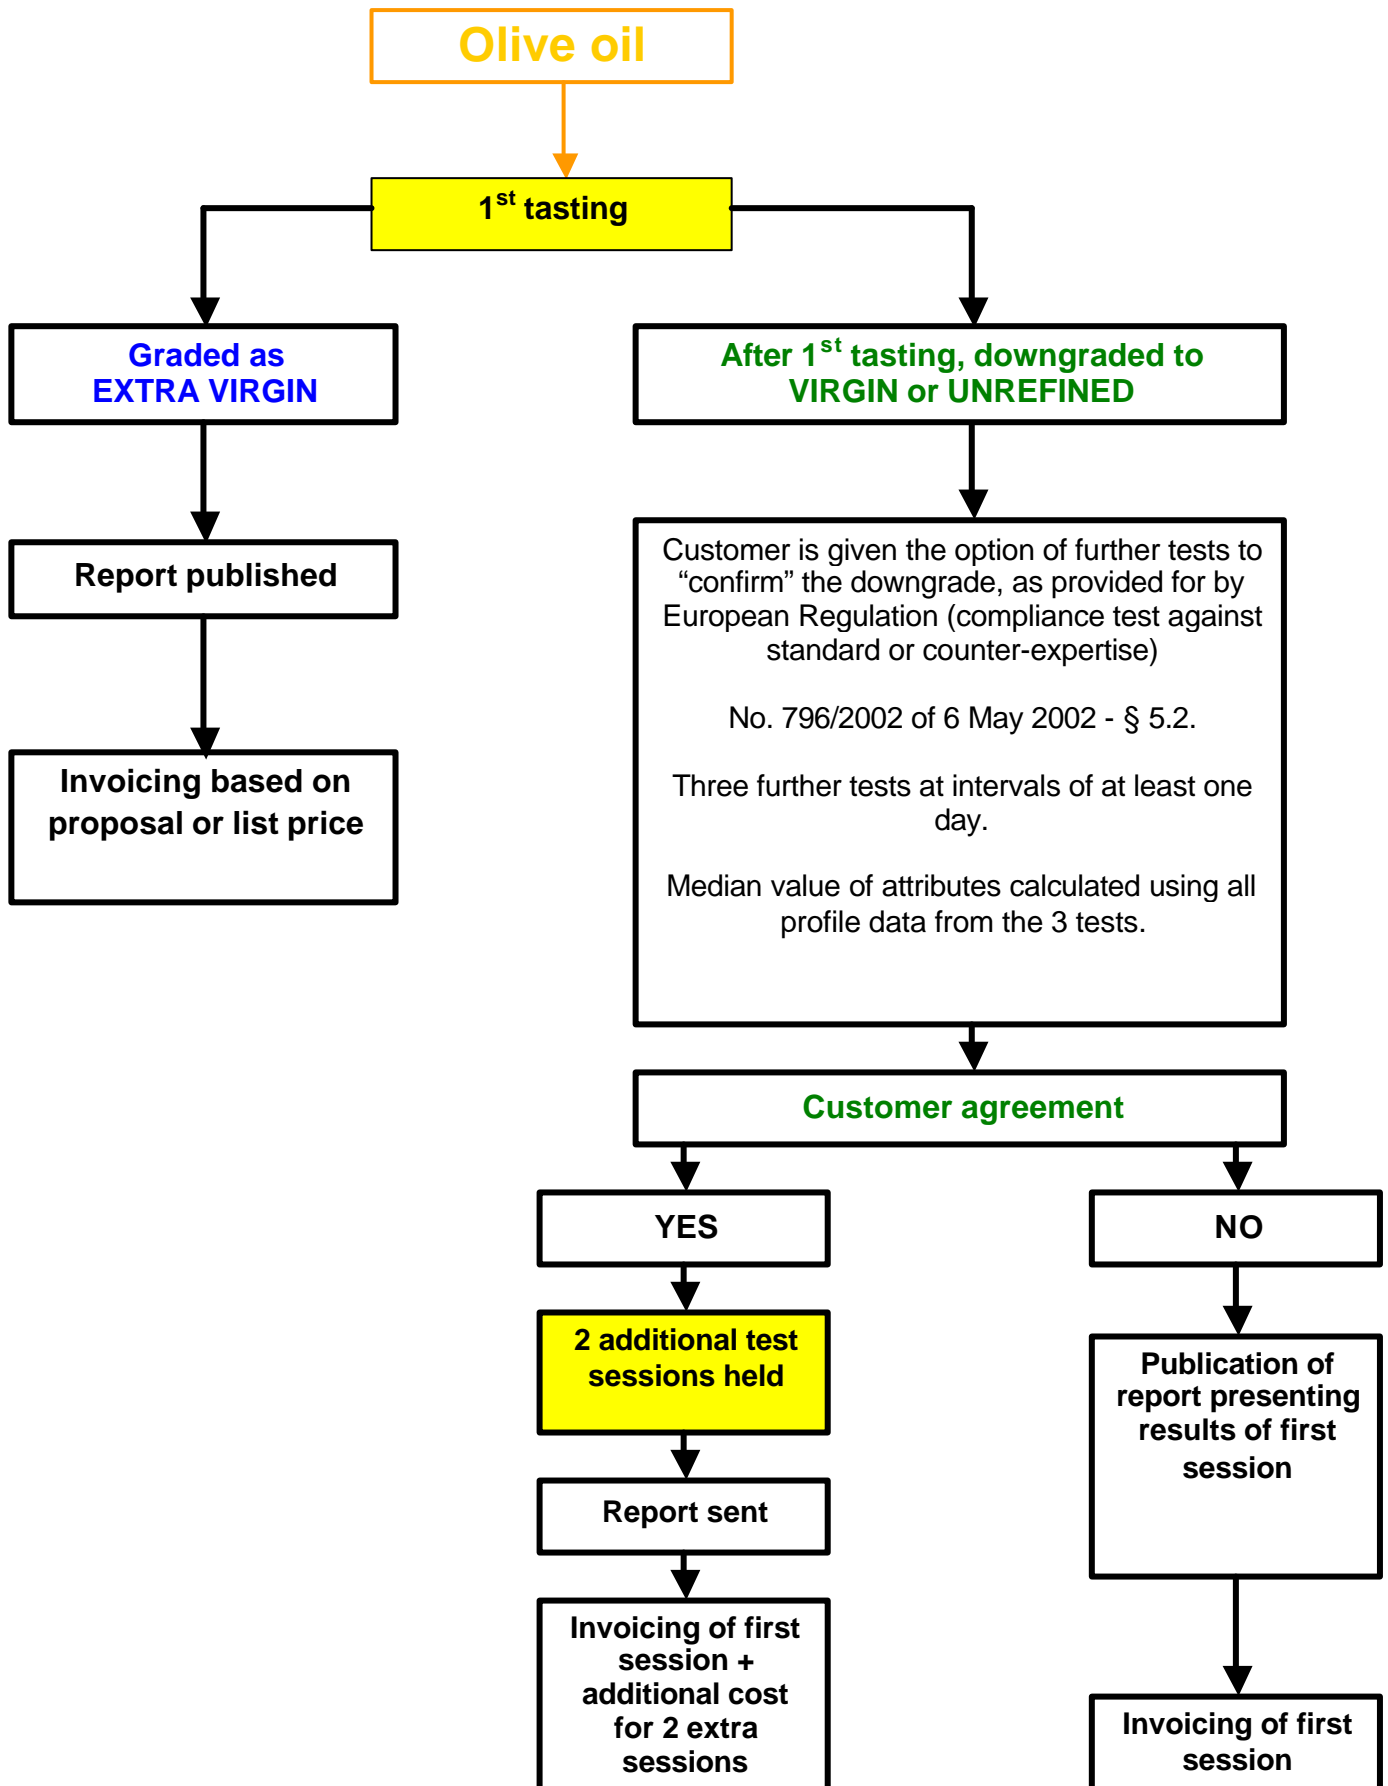 Olive oil
1st tasting
Graded as
EXTRA VIRGIN
Report published
Invoicing based on
proposal or list price
After 1st tasting, downgraded to
VIRGIN or UNREFINED
Customer is given the option of further tests to
“confirm” the downgrade, as provided for by
European Regulation (compliance test against
standard or counter-expertise)
No. 796/2002 of 6 May 2002 - § 5.2.
Three further tests at intervals of at least one
day.
Median value of attributes calculated using all
profile data from the 3 tests.
Customer agreement
YES
2 additional test
sessions held
Report sent
Invoicing of first
session +
additional cost
for 2 extra
sessions
NO
Publication of
report presenting
results of first
session
Invoicing of first
session